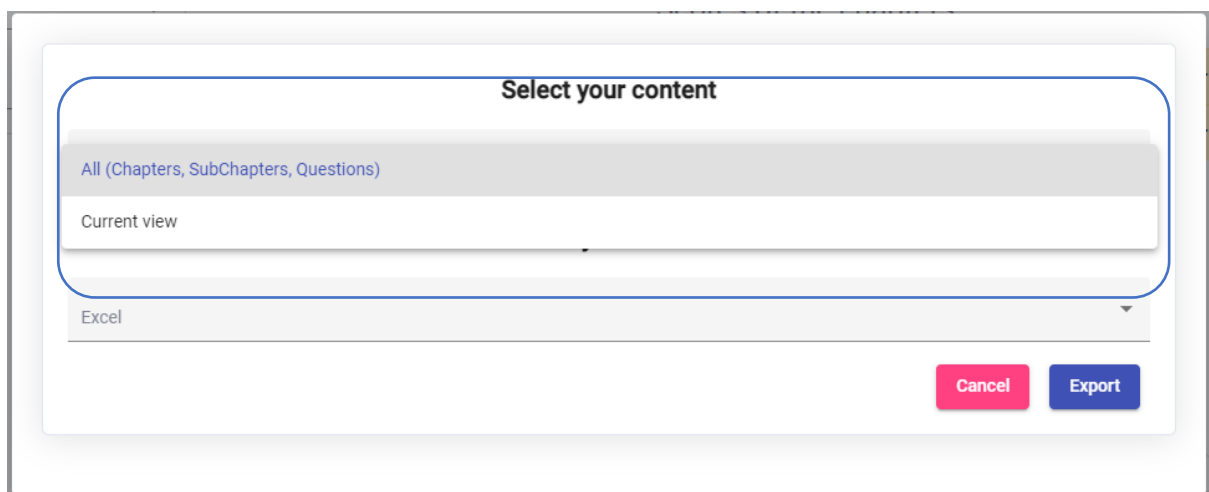 Select your content
All (Chapters, SubChapters, Questions)
Current view
Excel
Cancel
Export